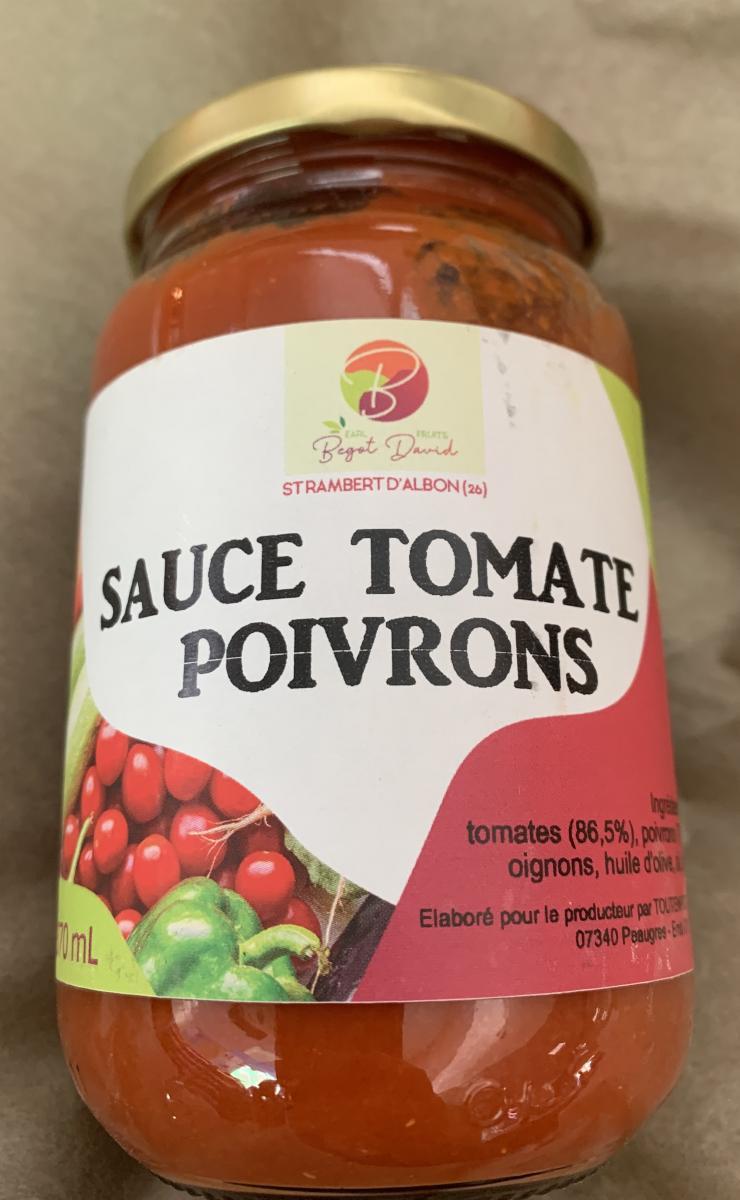 B
EARL FRUITS
Begot David
ST RAMBERT D'ALBON (26)
SAUCE TOMATE
POIVRONS
tomates (86,5%), poivrons
oignons, huile d'olive,
Elaboré pour le producteur par
07340 Peaugres -
70 mL